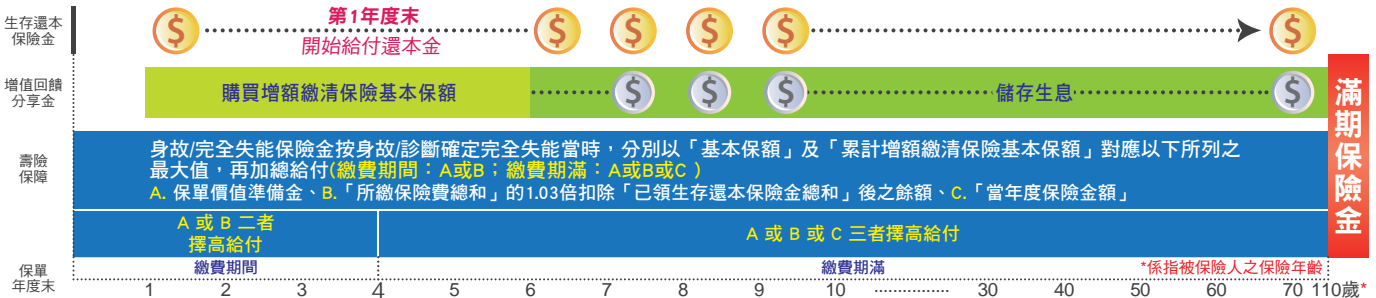 生存還本
保險金
$
第1年度末
開始給付還本金
$ $ $ $ $
增值回饋
分享金
購買增額繳清保險基本保額
$ $ $
儲存生息
$
滿期保險金
壽險
保障
身故/完全失能保險金按身故/診斷確定完全失能當時，分別以「基本保額」及「累計增額繳清保險基本保額」對應以下所列之
最大值，再加總給付(繳費期間：A或B；繳費期滿：A或B或C )
A. 保單價值準備金、B.「所繳保險費總和」的1.03倍扣除「已領生存還本保險金總和」後之餘額、C.「當年度保險金額」
A 或 B 二者
擇高給付
A 或 B 或 C 三者擇高給付
繳費期間
繳費期滿
*係指被保險人之保險年齡
保單
年度末
1 2 3 4 5 6 7 8 9 10 ·············· 30 40 50 60 70 110歲*